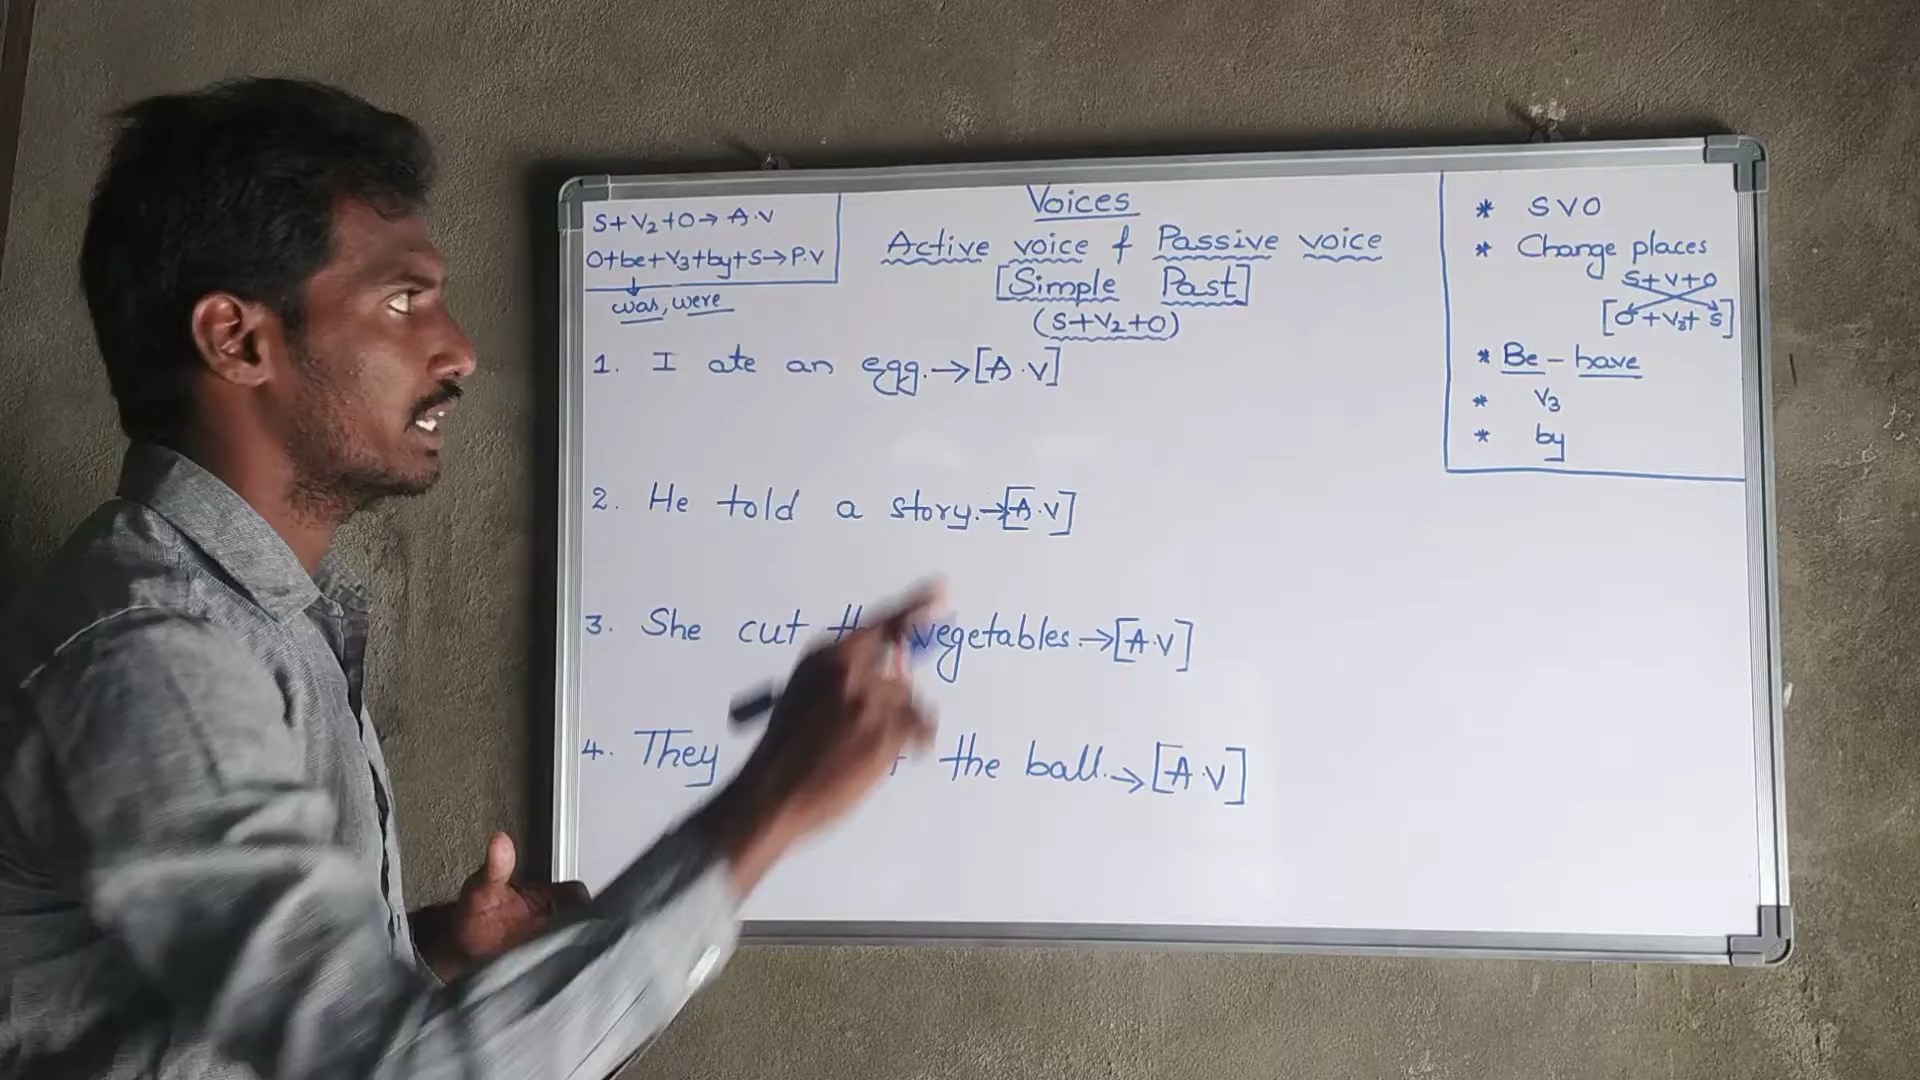 S+V2+O→ A.V
O+be+V3+by+S→P.V
was, were
Voices
Active voice & Passive voice
[Simple Past]
(S+V2+O)
1. I ate an egg.→[A.V]
2. He told a story.→[A.V]
3. She cut vegetables.→[A.V]
4. They the ball.→[A.V]
* SVO
* Change places
S+V+O
[O+V3+S]
* Be - have
* V3
* by